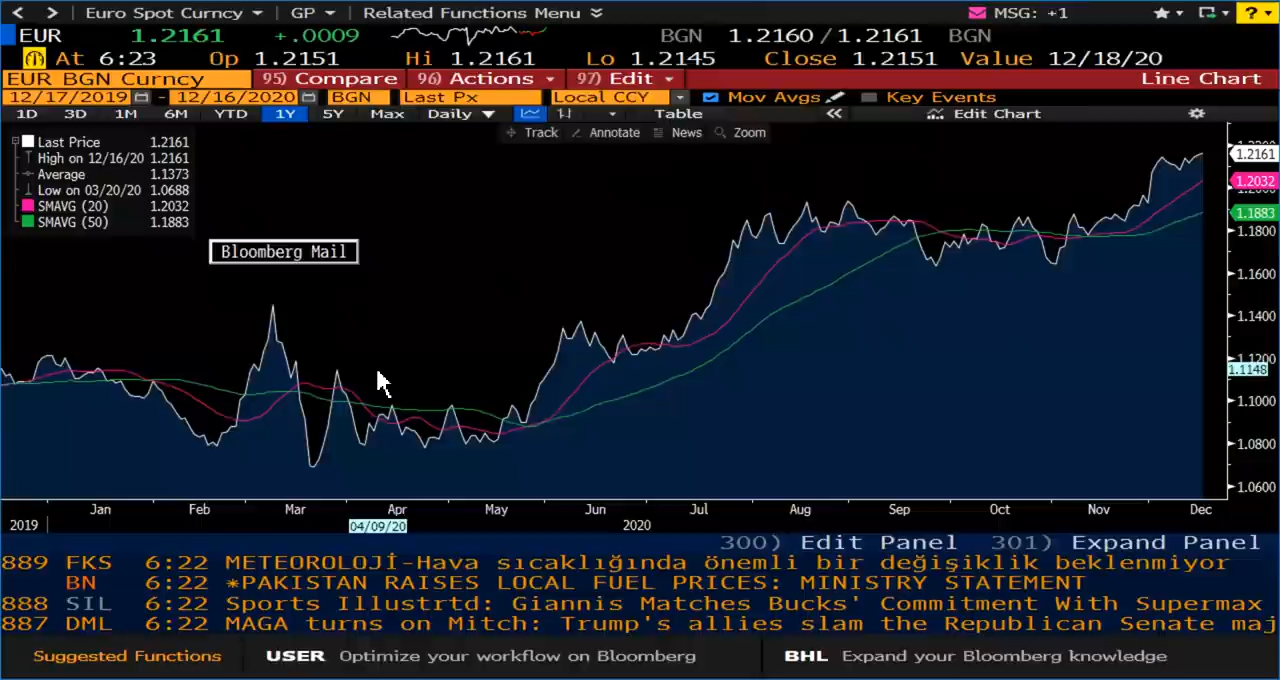 < > Euro Spot Curncy GP Related Functions Menu MSG: +1 ?
EUR 1.2161 +.0009 BGN 1.2160 / 1.2161 BGN
At 6:23 Op 1.2151 Hi 1.2161 Lo 1.2145 Close 1.2151 Value 12/18/20
EUR BGN Curncy 95) Compare 96) Actions 97) Edit Line Chart
12/17/2019 - 12/16/2020 BGN Last Px Local CCY Mov Avgs Key Events
1D 3D 1M 6M YTD 1Y 5Y Max Daily Table Edit Chart
Track Annotate News Zoom
Last Price 1.2161
High on 12/16/20 1.2161
Average 1.1373
Low on 03/20/20 1.0688
SMAVG (20) 1.2032
SMAVG (50) 1.1883
Bloomberg Mail
1.2161
1.2032
1.1883
1.1800
1.1600
1.1400
1.1200
1.1148
1.1000
1.0800
1.0600
Jan Feb Mar Apr May Jun Jul Aug Sep Oct Nov Dec
2019 04/09/20 2020
300) Edit Panel 301) Expand Panel
889 FKS 6:22 METEOROLOJİ-Hava sıcaklığında önemli bir değişiklik beklenmiyor
BN 6:22 *PAKISTAN RAISES LOCAL FUEL PRICES: MINISTRY STATEMENT
888 SIL 6:22 Sports Illustrtd: Giannis Matches Bucks' Commitment With Supermax
887 DML 6:22 MAGA turns on Mitch: Trump's allies slam the Republican Senate maj
Suggested Functions USER Optimize your workflow on Bloomberg BHL Expand your Bloomberg knowledge